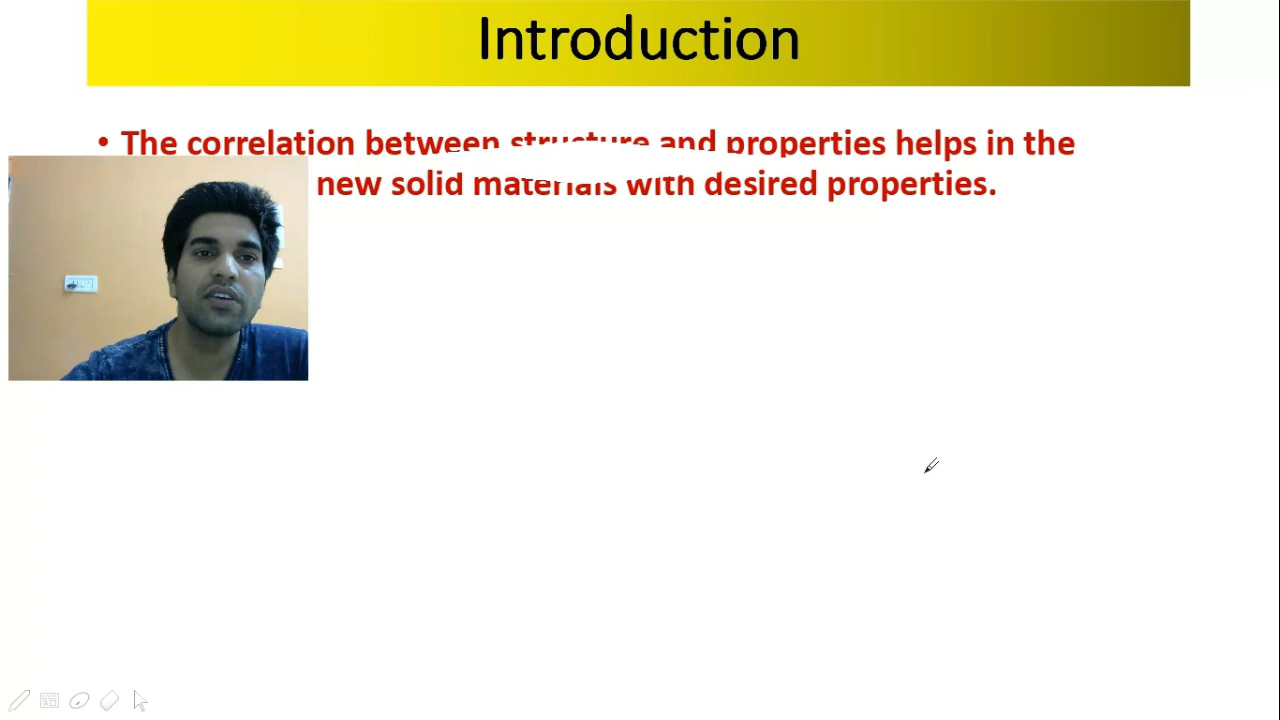 Introduction
• The correlation between structure and properties helps in the
new solid materials with desired properties.